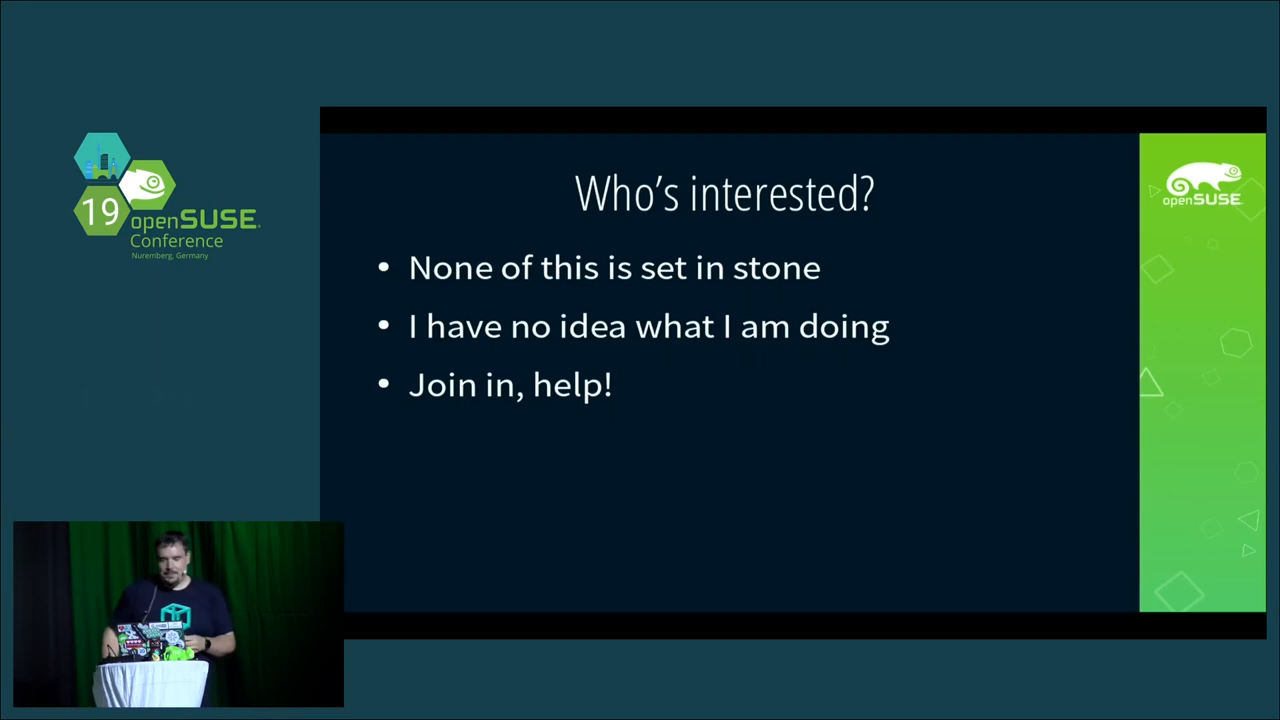 19
openSUSE
Conference
Nuremberg, Germany
Who's interested?
• None of this is set in stone
• I have no idea what I am doing
• Join in, help!
openSUSE